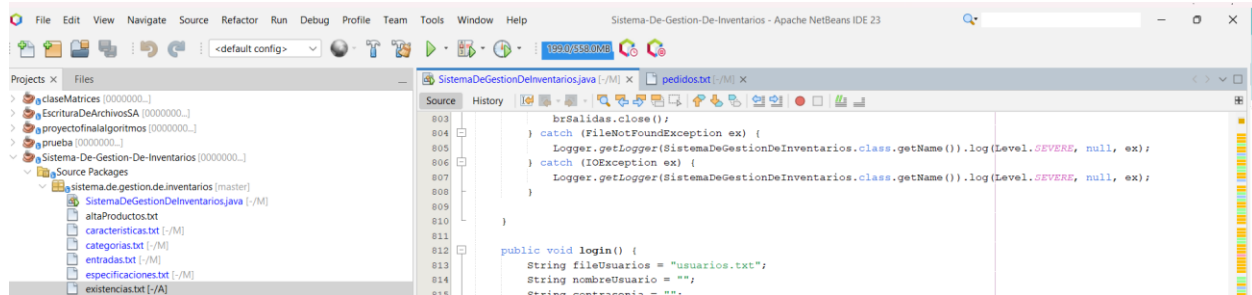 File Edit View Navigate Source Refactor Run Debug Profile Team Tools Window Help Sistema-De-Gestion-De-Inventarios - Apache NetBeans IDE 23
<default config> 199.0/558.0MB
Projects Files
SistemaDeGestionDeInventarios.java [-/M] pedidos.txt [-/M]
claseMatrices [0000000...]
EscrituraDeArchivosSA [0000000...]
proyectofinalalgoritmos [0000000...]
prueba [0000000...]
Sistema-De-Gestion-De-Inventarios [0000000...]
Source Packages
sistema.de.gestion.de.inventarios [master]
SistemaDeGestionDeInventarios.java [-/M]
altaProductos.txt
caracteristicas.txt [-/M]
categorias.txt [-/M]
entradas.txt [-/M]
especificaciones.txt [-/M]
existencias.txt [-/A]
Source History
803 brSalidas.close();
804 } catch (FileNotFoundException ex) {
805 Logger.getLogger(SistemaDeGestionDeInventarios.class.getName()).log(Level.SEVERE, null, ex);
806 } catch (IOException ex) {
807 Logger.getLogger(SistemaDeGestionDeInventarios.class.getName()).log(Level.SEVERE, null, ex);
808 }
809
810 }
811
812 public void login() {
813 String fileUsuarios = "usuarios.txt";
814 String nombreUsuario = "";
815 String contrasenia = "";